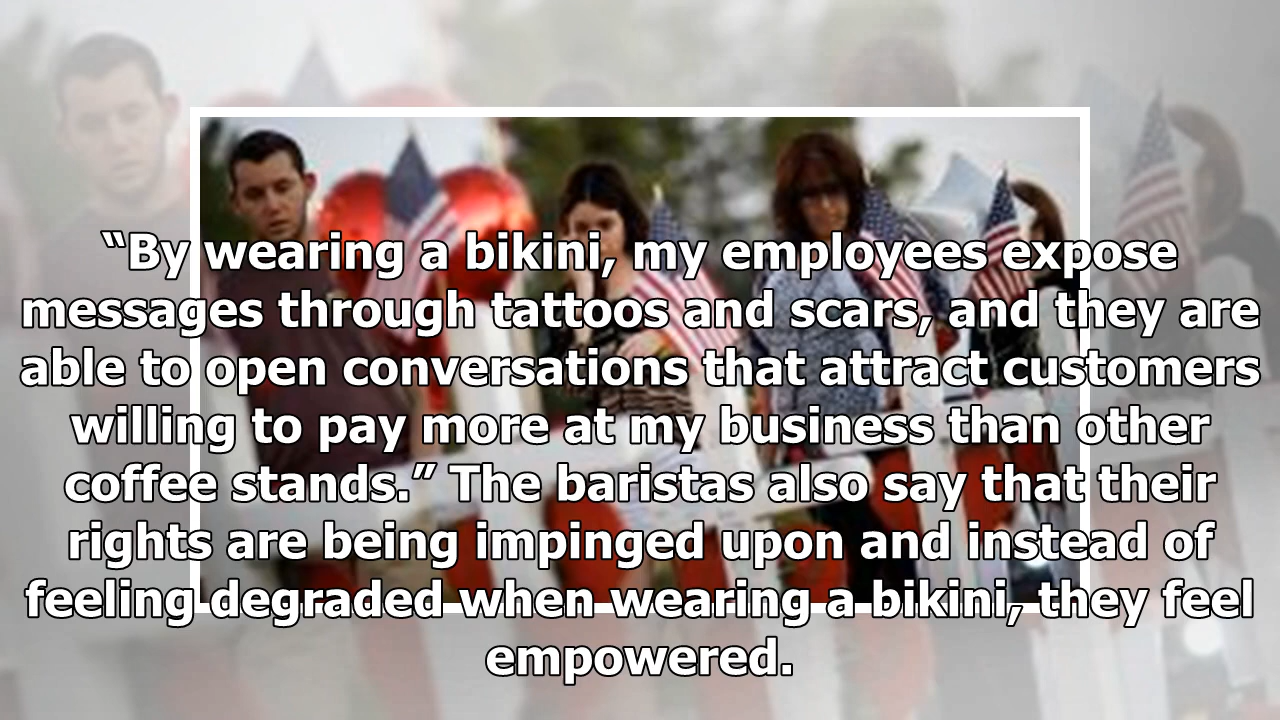 “By wearing a bikini, my employees expose
messages through tattoos and scars, and they are
able to open conversations that attract customers
willing to pay more at my business than other
coffee stands.” The baristas also say that their
rights are being impinged upon and instead of
feeling degraded when wearing a bikini, they feel
empowered.